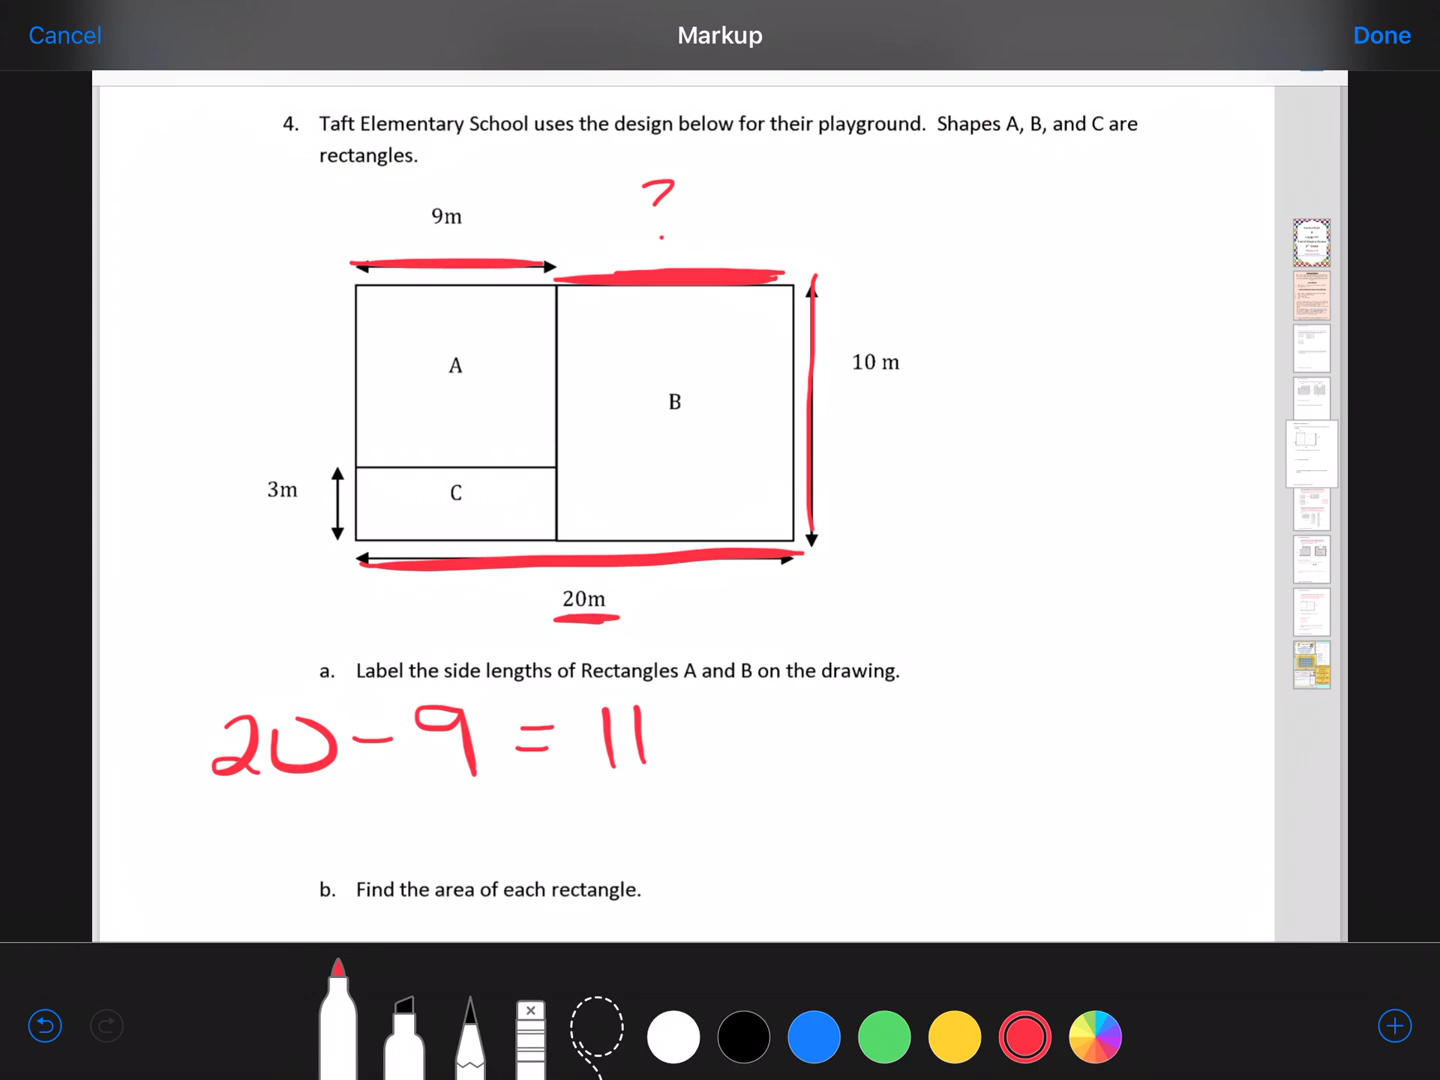 Cancel Markup Done
4. Taft Elementary School uses the design below for their playground. Shapes A, B, and C are
rectangles.
?
9m
A
10 m
B
3m
C
20m
a. Label the side lengths of Rectangles A and B on the drawing.
20 - 9 = 11
b. Find the area of each rectangle.